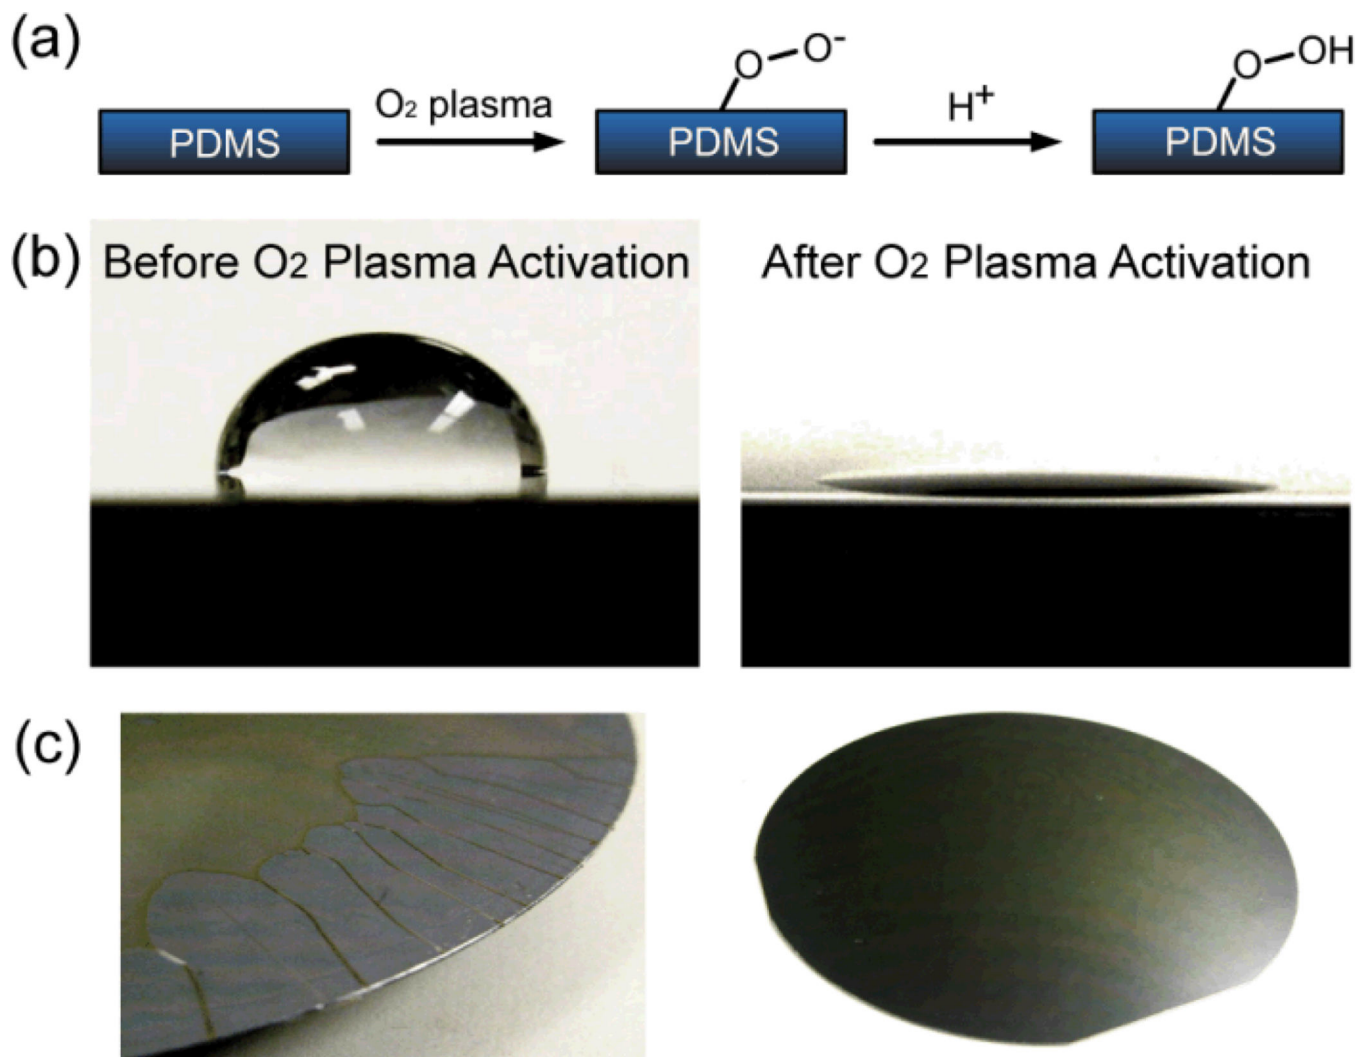 (a)
O₂ plasma
H⁺
PDMS
O
O⁻
PDMS
O
OH
PDMS
(b)
Before O₂ Plasma Activation
After O₂ Plasma Activation
(c)